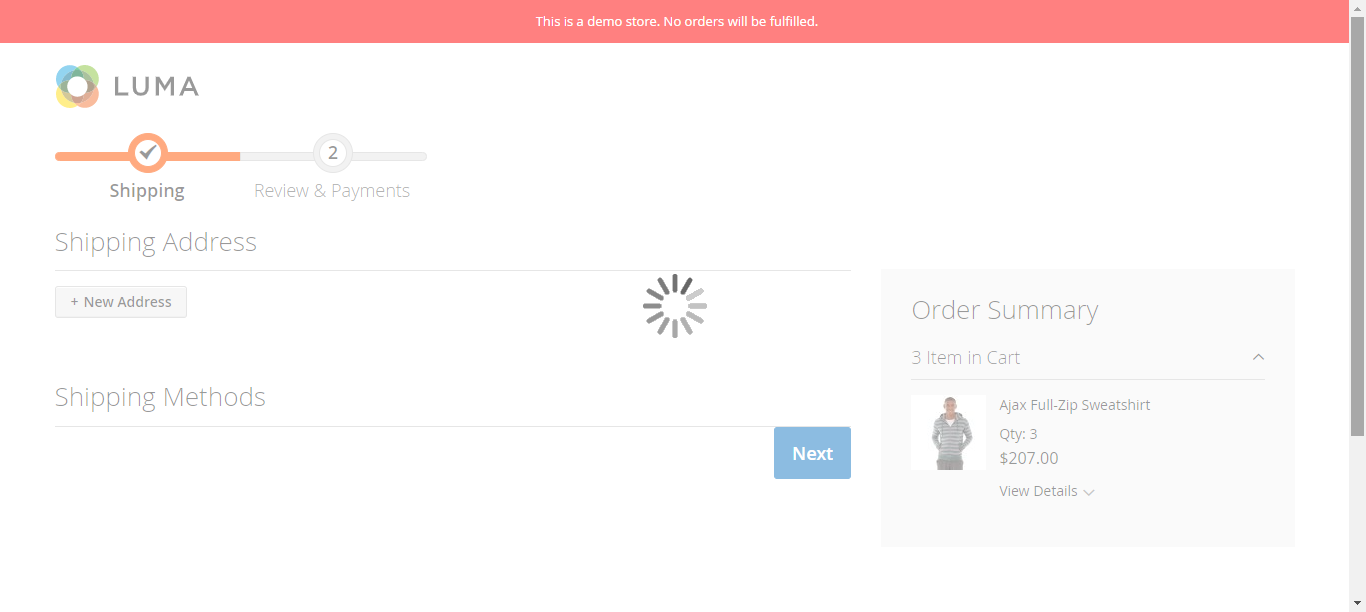 This is a demo store. No orders will be fulfilled.
LUMA
2
Shipping
Review & Payments
Shipping Address
+ New Address
Shipping Methods
Next
Order Summary
3 Item in Cart
Ajax Full-Zip Sweatshirt
Qty: 3
$207.00
View Details